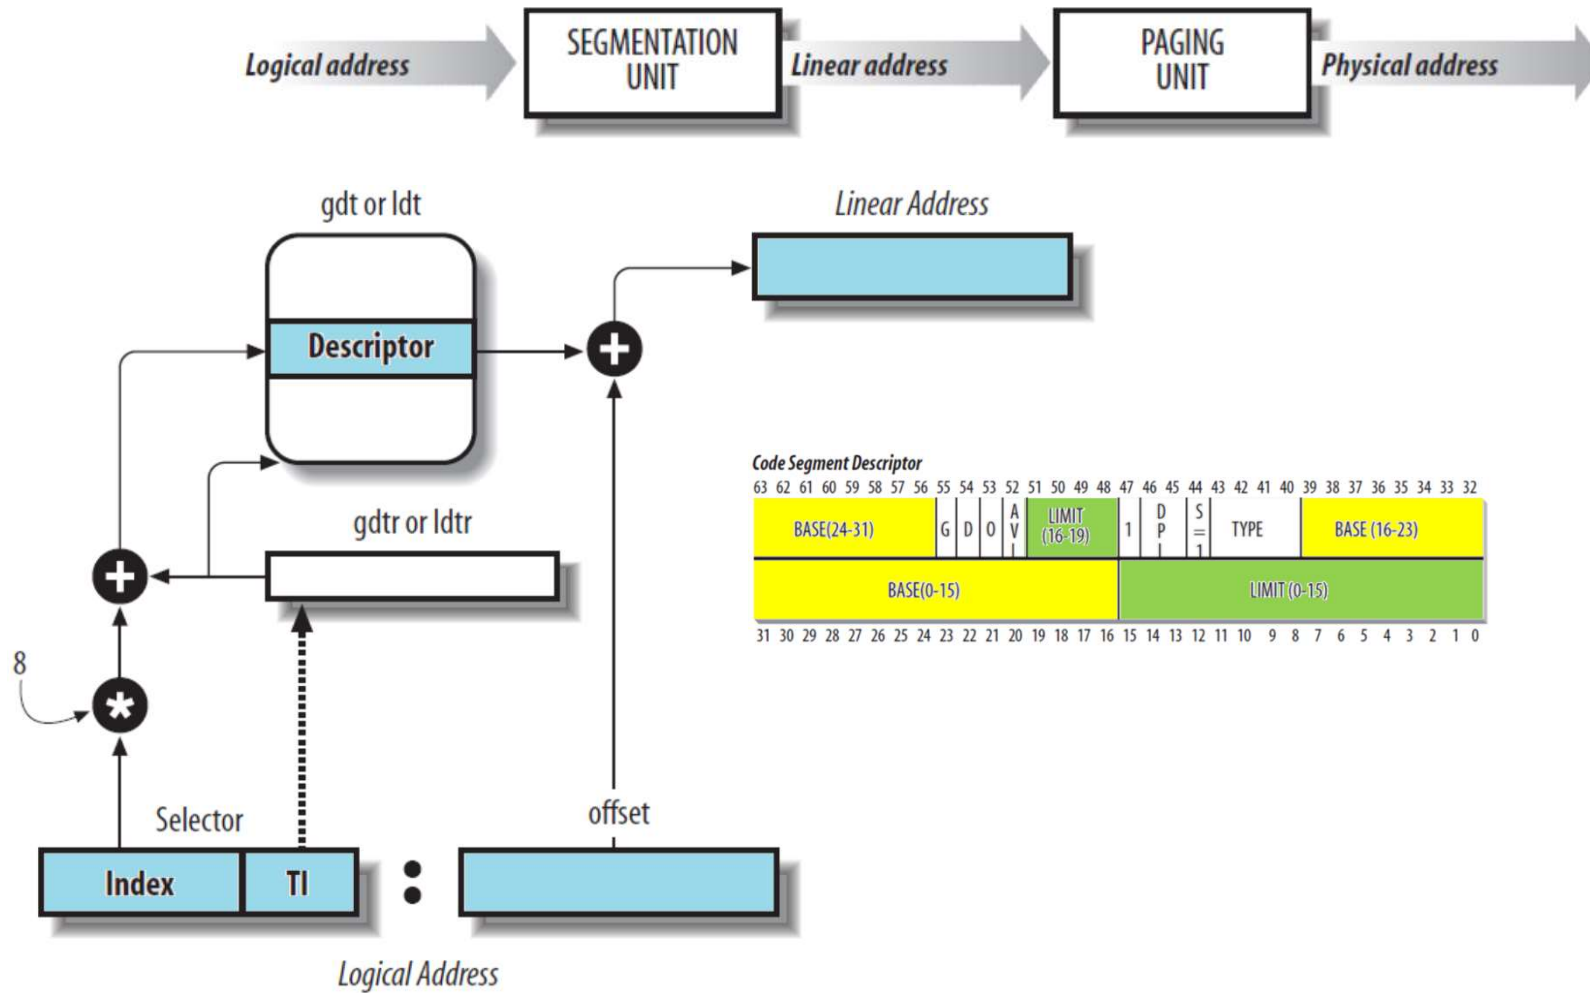 Logical address
SEGMENTATION
UNIT
Linear address
PAGING
UNIT
Physical address
gdt or ldt
Linear Address
Descriptor
Code Segment Descriptor
63 62 61 60 59 58 57 56 55 54 53 52 51 50 49 48 47 46 45 44 43 42 41 40 39 38 37 36 35 34 33 32
BASE(24-31)
G
D
O
A
V
L
LIMIT
(16-19)
1
D
P
L
S
=
1
TYPE
BASE (16-23)
BASE(0-15)
LIMIT (0-15)
31 30 29 28 27 26 25 24 23 22 21 20 19 18 17 16 15 14 13 12 11 10 9 8 7 6 5 4 3 2 1 0
gdtr or ldtr
8
Selector
offset
Index
TI
:
Logical Address